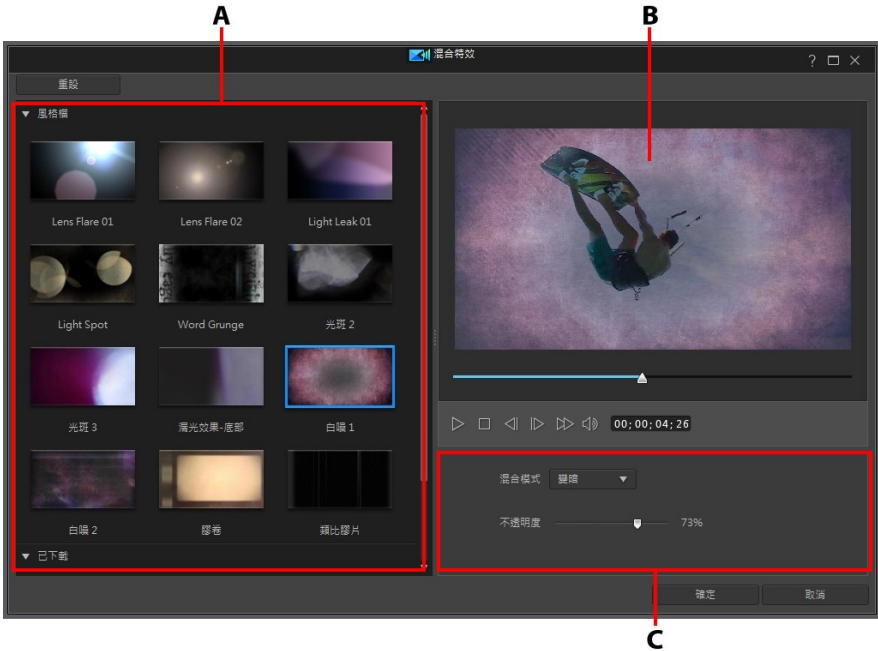 A
B
混合特效
?
重設
風格檔
Lens Flare 01
Lens Flare 02
Light Leak 01
Light Spot
Word Grunge
光斑 2
光斑 3
漏光效果-底部
白噪 1
白噪 2
膠卷
類比膠片
已下載
00;00;04;26
混合模式
變暗
不透明度
73%
確定
取消
C